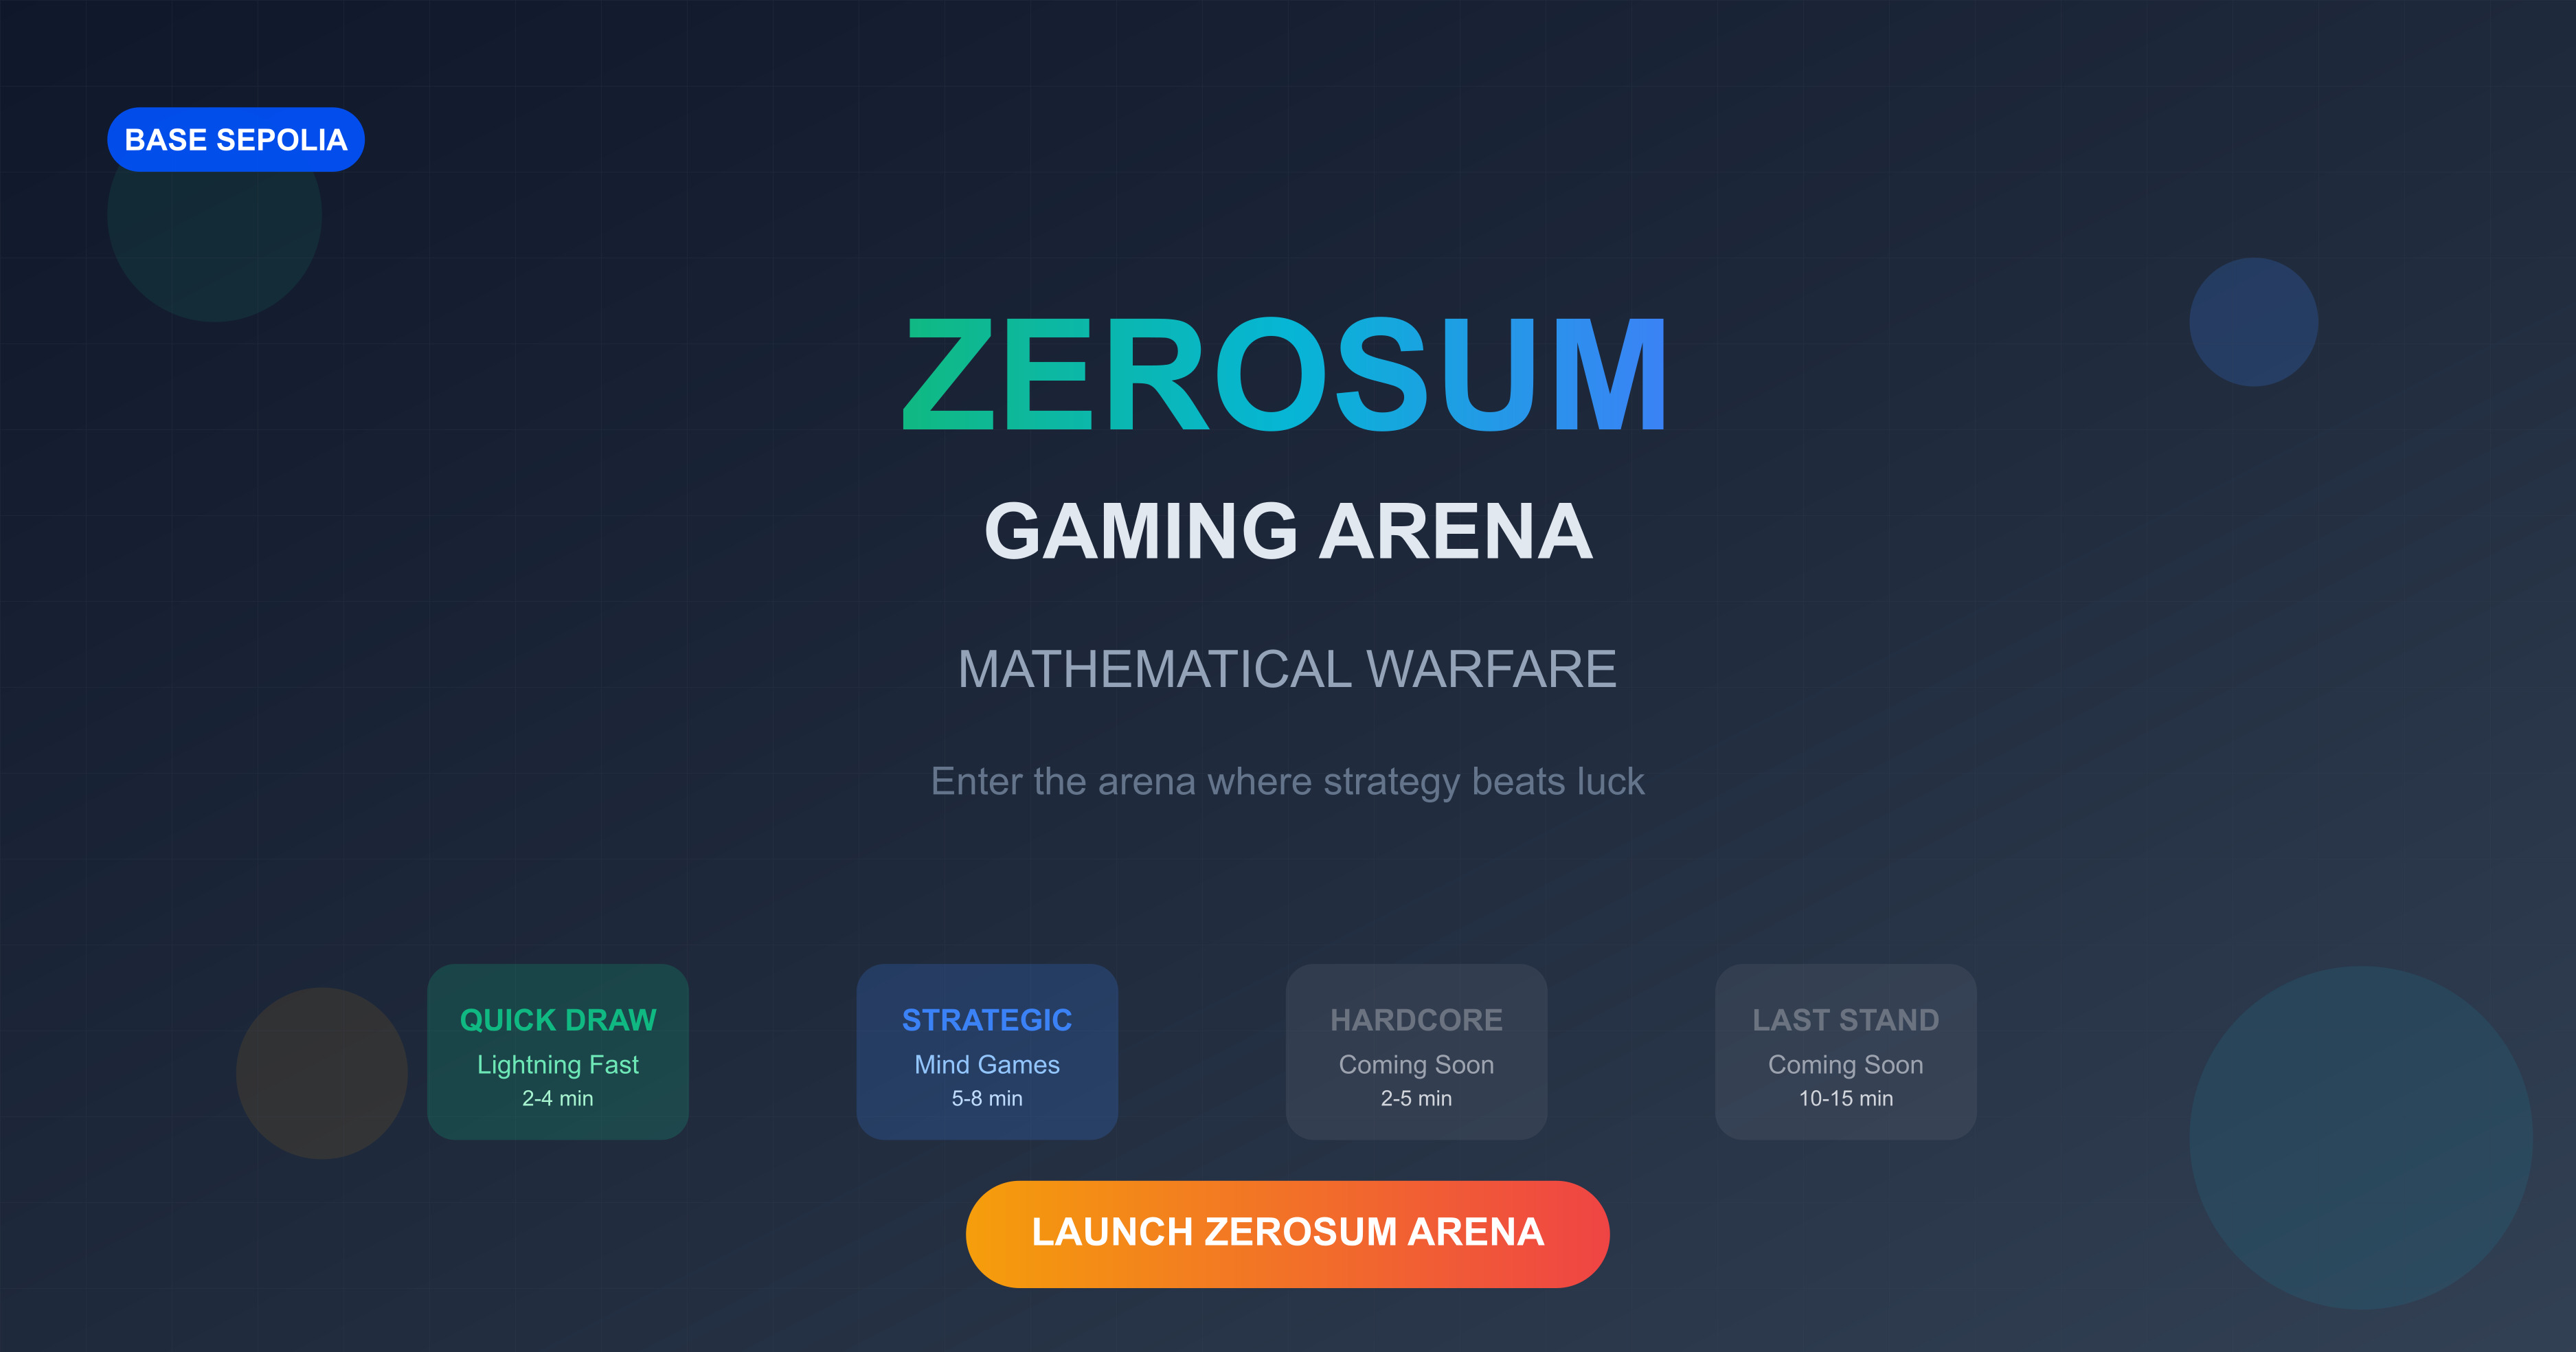 BASE SEPOLIA
ZEROSUM
GAMING ARENA
MATHEMATICAL WARFARE
Enter the arena where strategy beats luck
QUICK DRAW
Lightning Fast
2-4 min
STRATEGIC
Mind Games
5-8 min
HARDCORE
Coming Soon
2-5 min
LAST STAND
Coming Soon
10-15 min
LAUNCH ZEROSUM ARENA